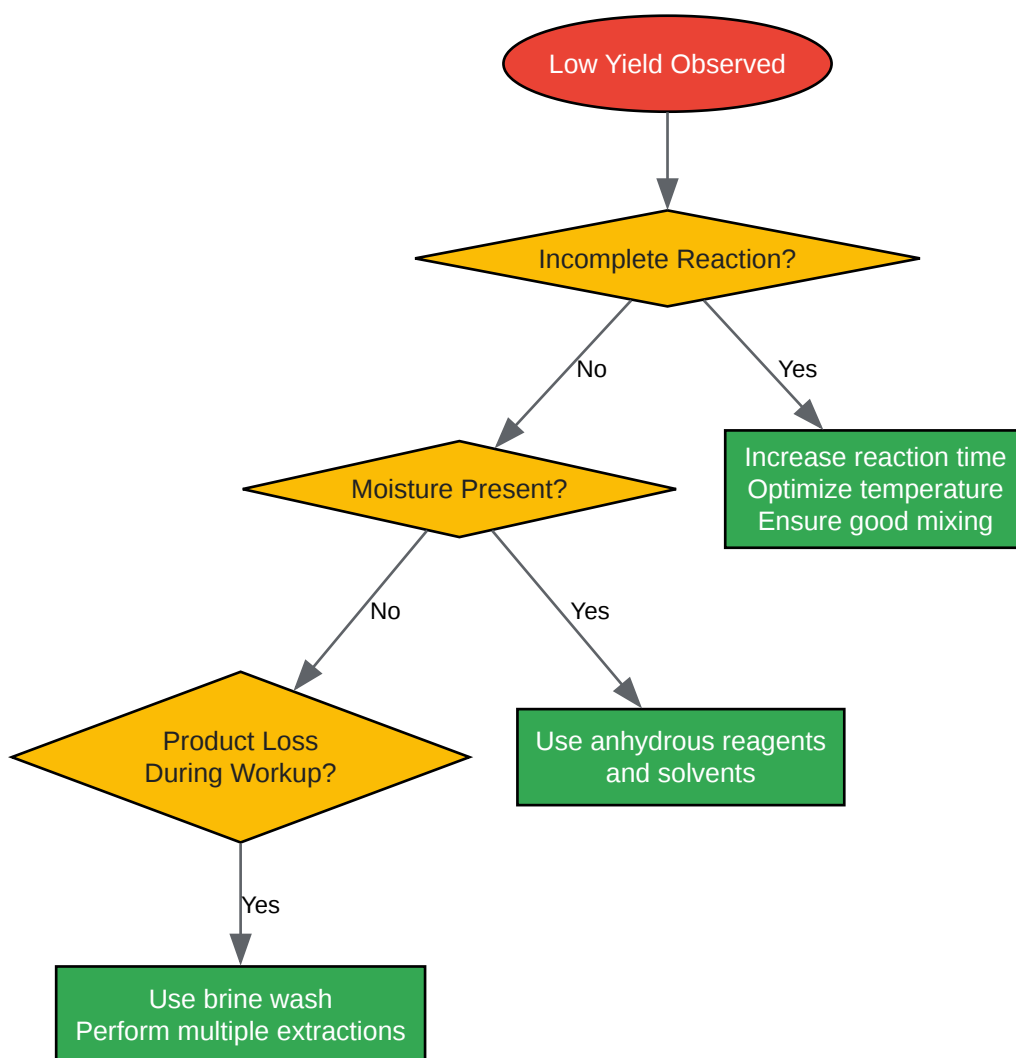 Low Yield Observed
Incomplete Reaction?
No
Yes
Increase reaction time
Optimize temperature
Ensure good mixing
Moisture Present?
No
Yes
Product Loss
During Workup?
Use anhydrous reagents
and solvents
Yes
Use brine wash
Perform multiple extractions